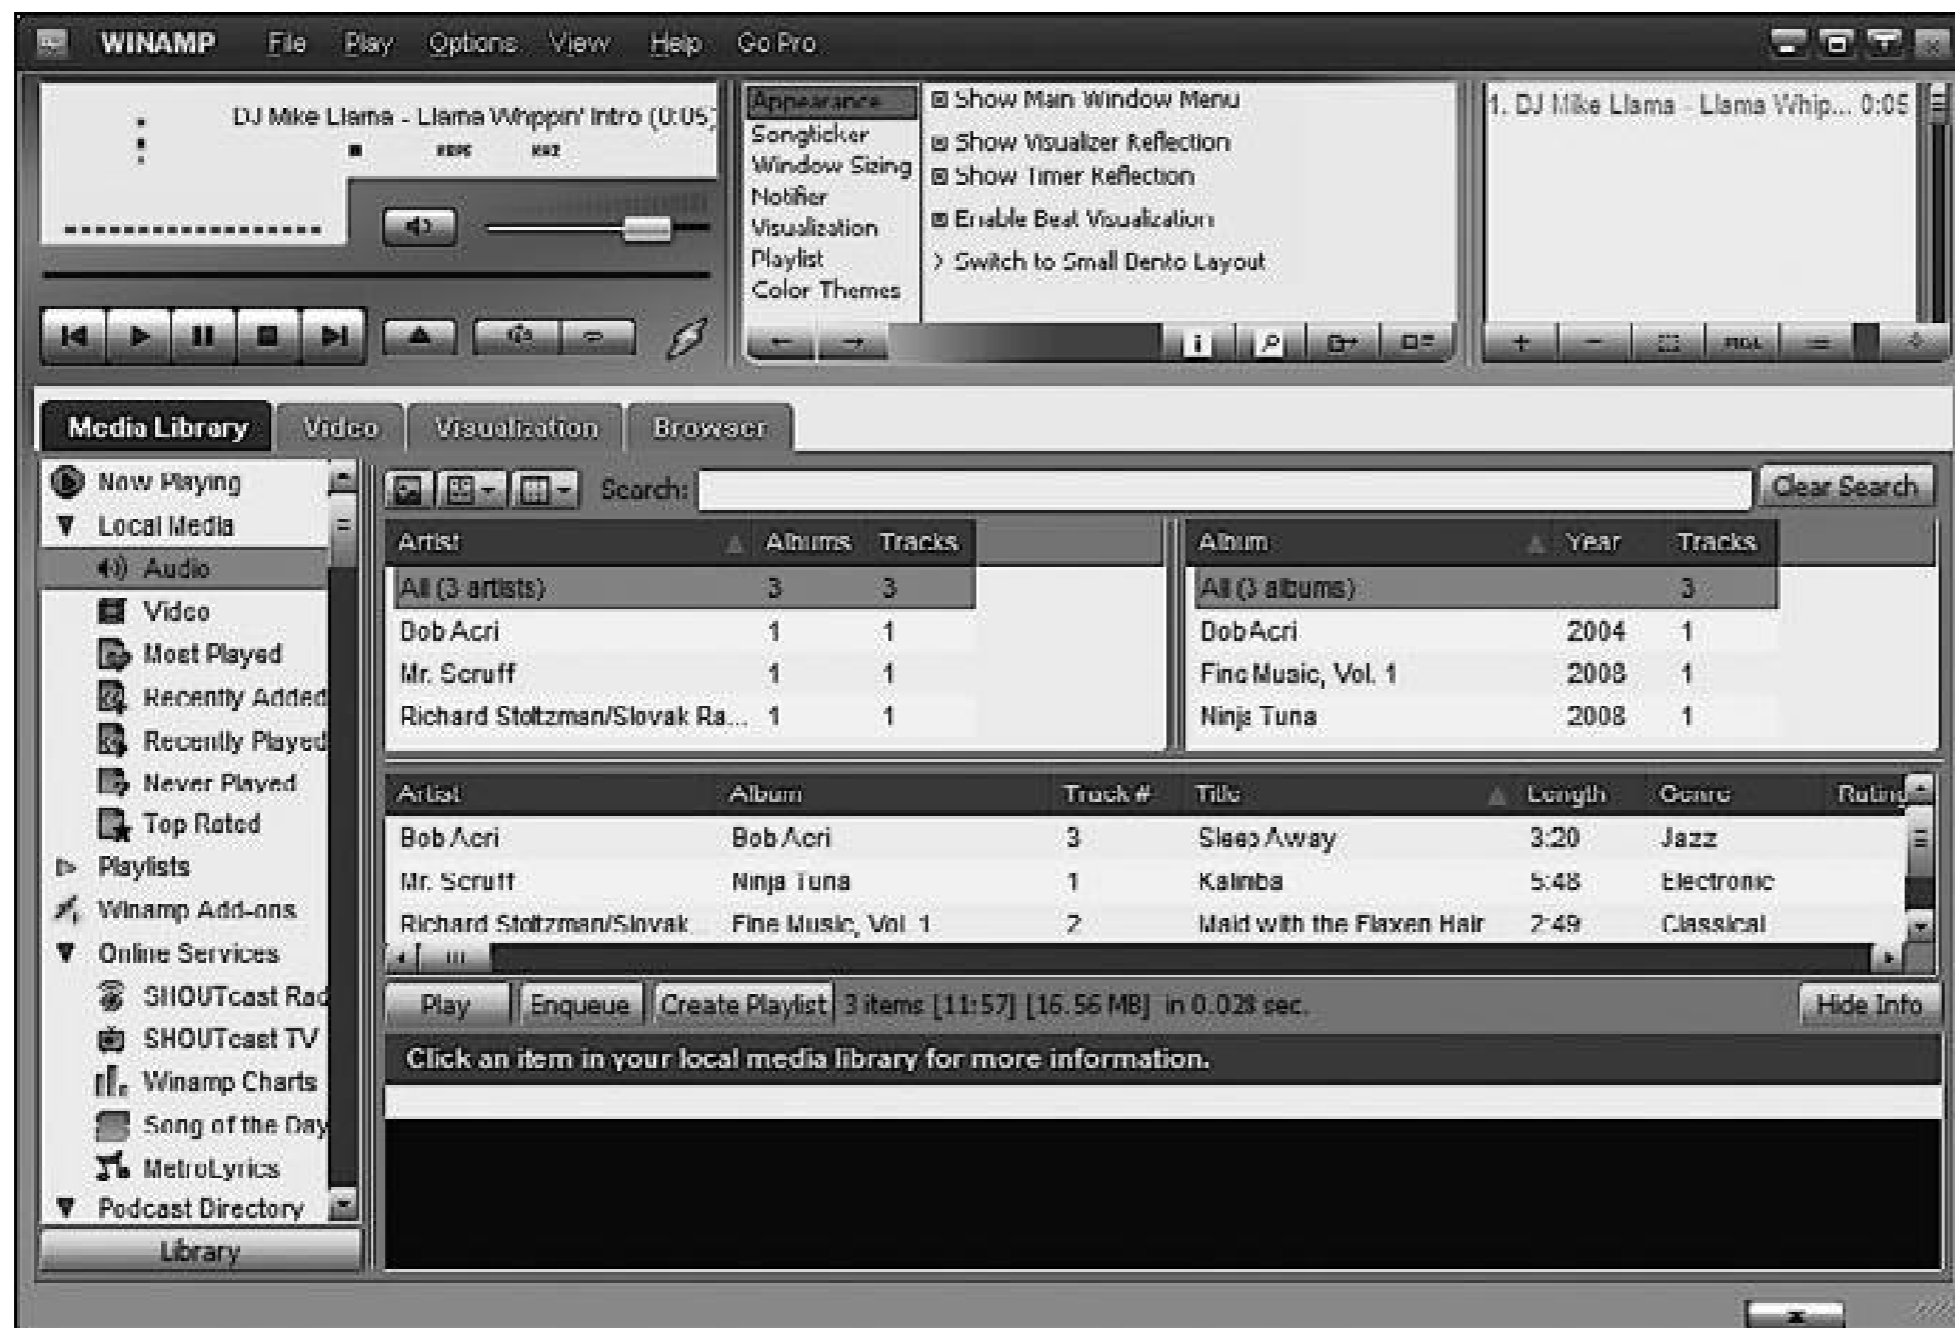 WINAMP File Play Options View Help Go Pro
DJ Mike Llama - Llama Whippin' Intro (0:05)
KBPS KHZ
Appearance
Songticker
Window Sizing
Notifier
Visualization
Playlist
Color Themes
Show Main Window Menu
Show Visualizer Reflection
Show Timer Reflection
Enable Beat Visualization
Switch to Small Bento Layout
1. DJ Mike Llama - Llama Whip... 0:05
Media Library Video Visualization Browser
Now Playing
Local Media
Audio
Video
Most Played
Recently Added
Recently Played
Never Played
Top Rated
Playlists
Winamp Add-ons
Online Services
SHOUTcast Rad
SHOUTcast TV
Winamp Charts
Song of the Day
MetroLyrics
Podcast Directory
Library
Search: Clear Search
Artist Albums Tracks
All (3 artists) 3 3
Bob Acri 1 1
Mr. Scruff 1 1
Richard Stoltzman/Slovak Ra... 1 1
Album Year Tracks
All (3 albums) 3
Bob Acri 2004 1
Fine Music, Vol. 1 2008 1
Ninja Tuna 2008 1
Artist Album Track # Title Length Genre Rating
Bob Acri Bob Acri 3 Sleep Away 3:20 Jazz
Mr. Scruff Ninja Tuna 1 Kalimba 5:48 Electronic
Richard Stoltzman/Slovak... Fine Music, Vol. 1 2 Maid with the Flaxen Hair 2:49 Classical
Play Enqueue Create Playlist 3 items [11:57] [16.56 MB] in 0.028 sec. Hide Info
Click an item in your local media library for more information.